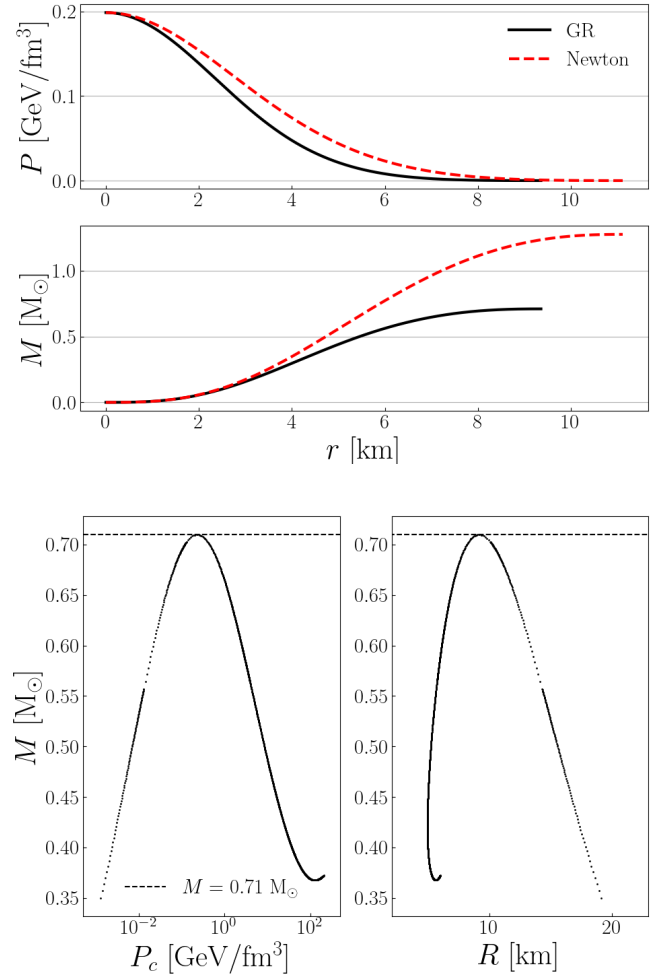 0.2
0.1
0.0
P [GeV/fm³]
GR
Newton
0 2 4 6 8 10
1.0
0.5
0.0
M [M☉]
0 2 4 6 8 10
r [km]
0.70
0.65
0.60
0.55
0.50
0.45
0.40
0.35
M [M☉]
M = 0.71 M☉
10⁻² 10⁰ 10²
P_c [GeV/fm³]
0.70
0.65
0.60
0.55
0.50
0.45
0.40
0.35
10 20
R [km]